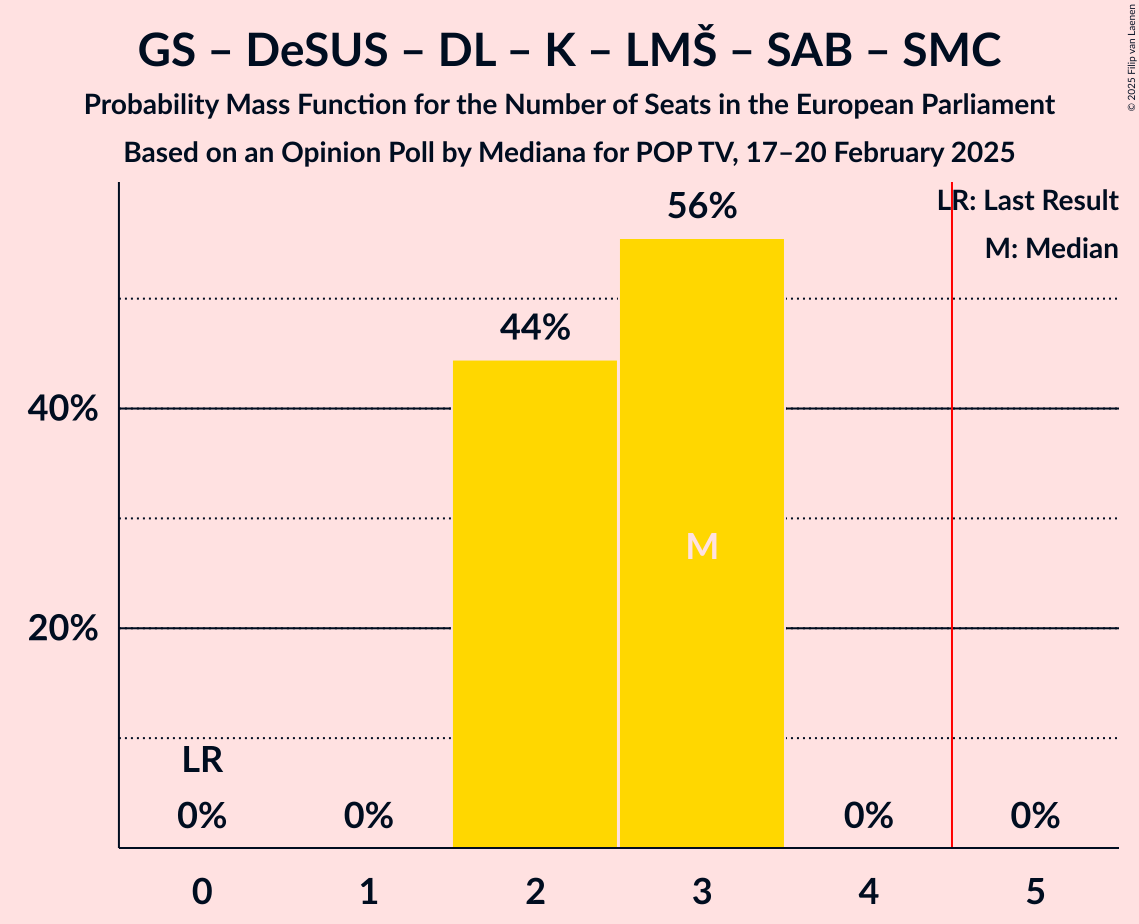 GS – DeSUS – DL – K – LMŠ – SAB – SMC
Probability Mass Function for the Number of Seats in the European Parliament
Based on an Opinion Poll by Mediana for POP TV, 17–20 February 2025
© 2025 Filip van Laenen
LR: Last Result
M: Median
56%
44%
40%
M
20%
LR
0% 0% 0% 0%
0 1 2 3 4 5